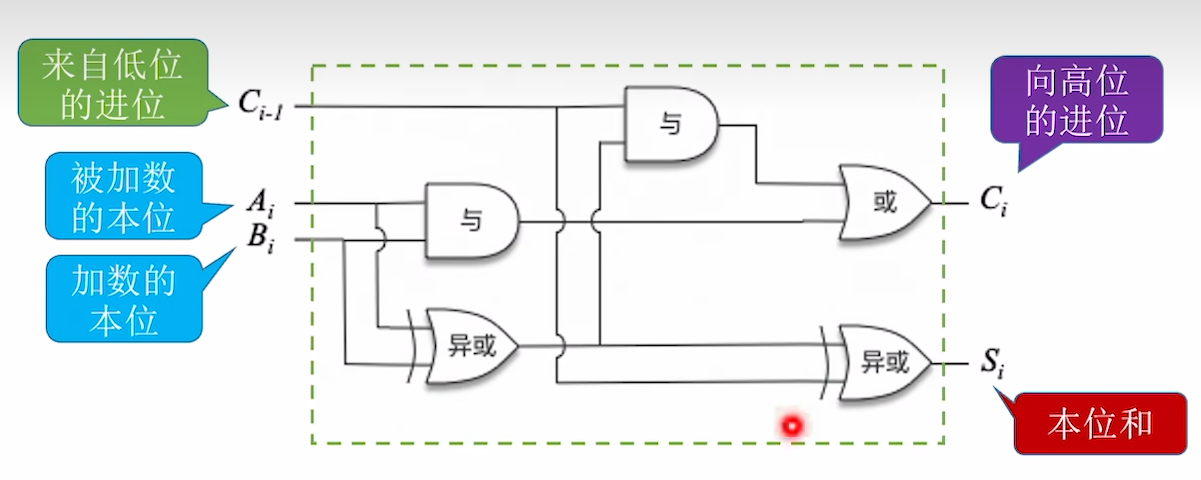 来自低位
的进位
C_{i-1}
被加数
的本位
A_i
B_i
加数的
本位
与
与
异或
或
异或
向高位
的进位
C_i
S_i
本位和